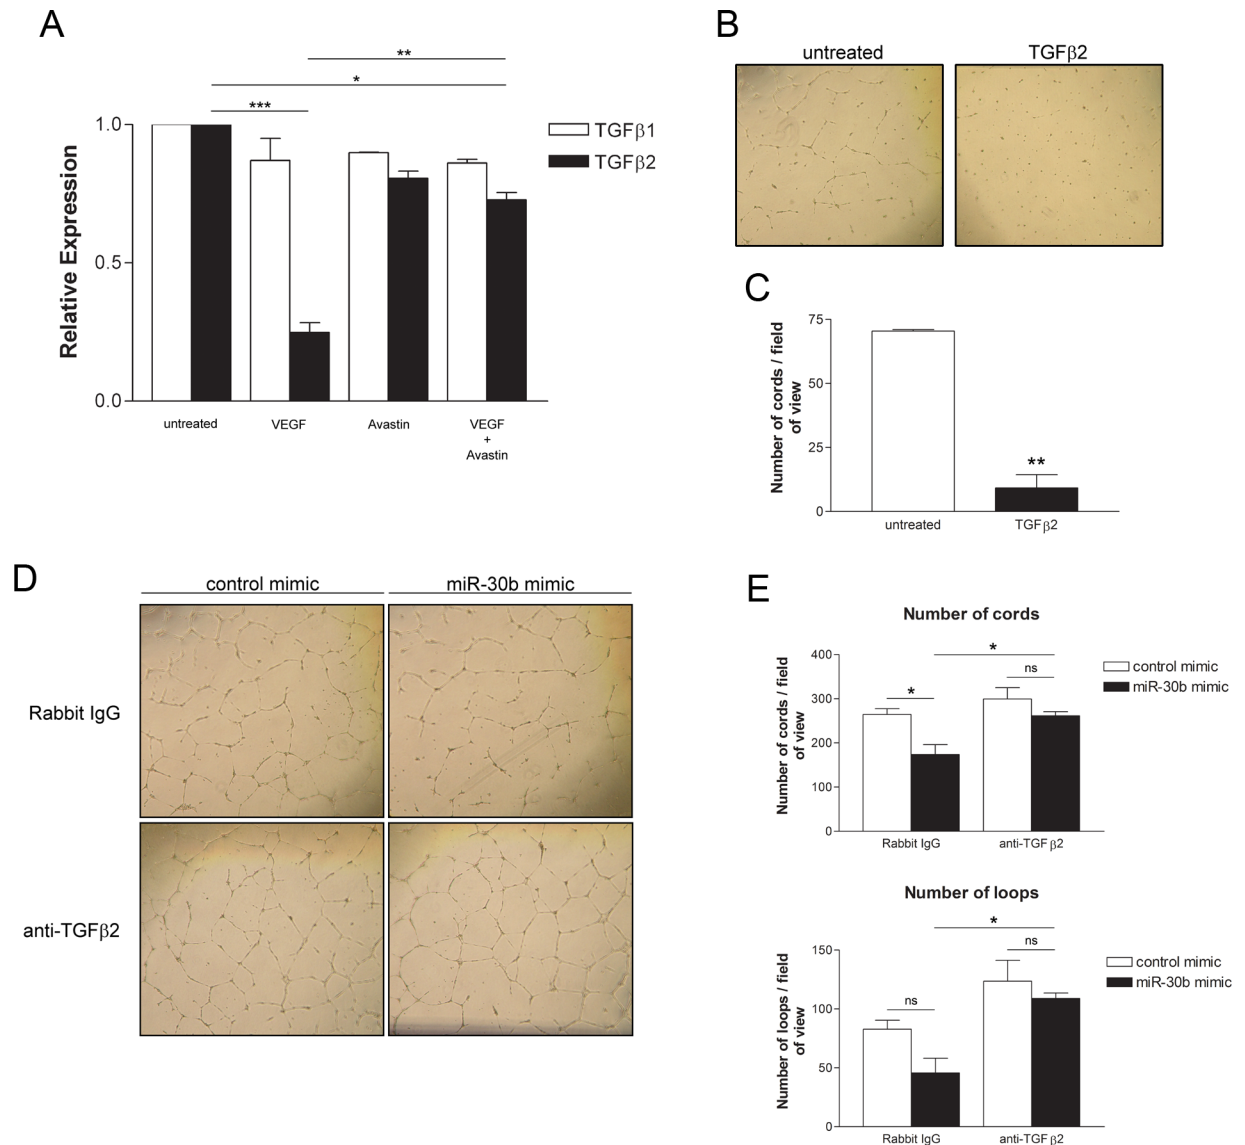 A
**
*
***
1.0
0.5
0.0
Relative Expression
TGFβ1
TGFβ2
untreated
VEGF
Avastin
VEGF
+
Avastin
B
untreated
TGFβ2
C
75
50
25
0
Number of cords / field
of view
**
untreated
TGFβ2
D
control mimic
miR-30b mimic
Rabbit IgG
anti-TGFβ2
E
Number of cords
400
300
200
100
0
Number of cords / field
of view
*
*
ns
control mimic
miR-30b mimic
Rabbit IgG
anti-TGFβ2
Number of loops
150
100
50
0
Number of loops / field
of view
*
ns
ns
control mimic
miR-30b mimic
Rabbit IgG
anti-TGFβ2